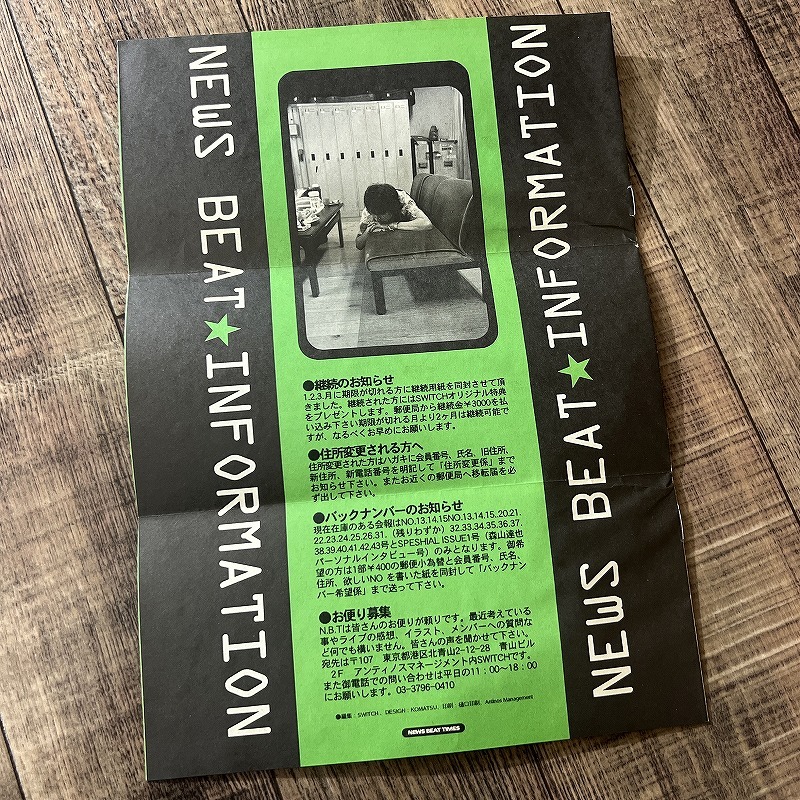 NEWS BEAT★INFORMATION
NEWS BEAT★INFORMATION
●継続のお知らせ
1.2.3.月に期限が切れる方に継続用紙を同封させて頂
きました。継続された方にはSWITCHオリジナル特典
をプレゼントします。郵便局から継続金¥3000を払
い込み下さい期限が切れる月より2ヶ月は継続可能で
すが、なるべくお早めにお願いします。
●住所変更される方へ
住所変更された方はハガキに会員番号、氏名、旧住所、
新住所、新電話番号を明記して「住所変更係」まで
お知らせ下さい。またお近くの郵便局へ移転届を必
ず出して下さい。
●バックナンバーのお知らせ
現在在庫のある会報はNO.13.14.15NO.13.14.15.20.21.
22.23.24.25.26.31.（残りわずか）32.33.34.35.36.37.
38.39.40.41.42.43号とSPESHIAL ISSUE1号（森山達也
パーソナルインタビュー号）のみとなります。御希
望の方は1部¥400の郵便小為替と会員番号、氏名、
住所、欲しいNO を書いた紙を同封して「バックナン
バー希望係」まで送って下さい。
●お便り募集
N.B.Tは皆さんのお便りが頼りです。最近考えている
事やライブの感想、イラスト、メンバーへの質問な
ど何でも構いません。皆さんの声を聞かせて下さい。
宛先は〒107 東京都港区北青山2-12-28 青山ビル
2F アンティノスマネージメント内SWITCHです。
また御電話での問い合わせは平日の11：00〜18：00
にお願いします。03-3796-0410
●編集：SWITCH、DESIGN：KOMATSU、印刷：樋口印刷、Antinos Management
NEWS BEAT TIMES